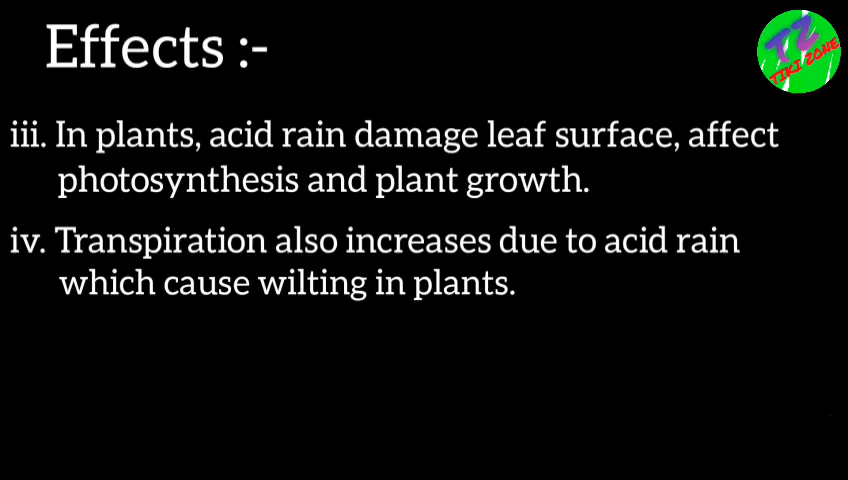 Effects :-
TZ
TIKI ZONE
iii. In plants, acid rain damage leaf surface, affect
photosynthesis and plant growth.
iv. Transpiration also increases due to acid rain
which cause wilting in plants.